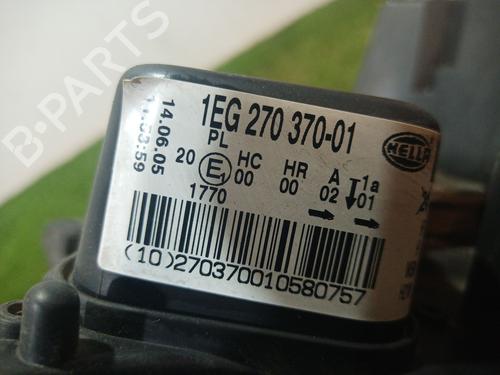 B-PARTS
14.06.05
1EG 270 370-01
PL
HELLA
20 E1 HC HR A 1a
00 00 02 01
1770
(10)270370010580757